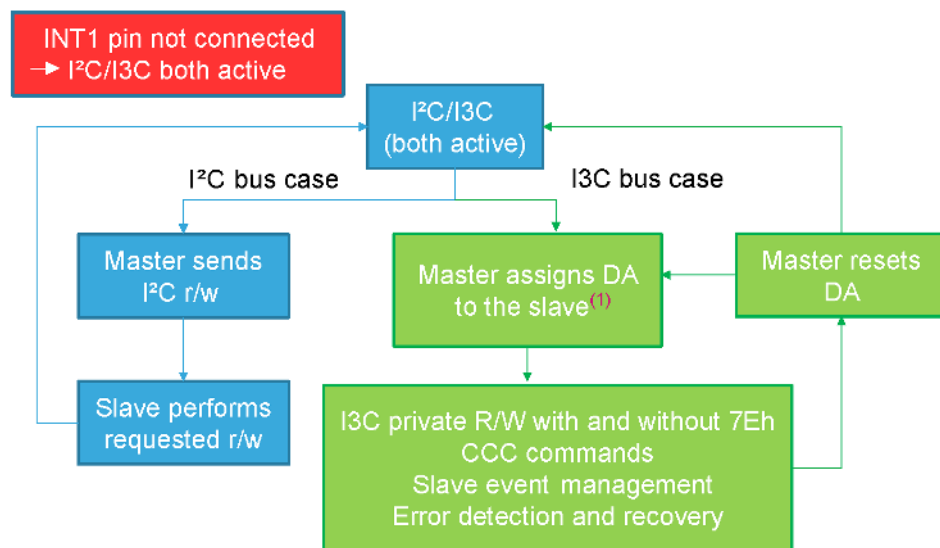 INT1 pin not connected
→ I²C/I3C both active
I²C/I3C
(both active)
I²C bus case
I3C bus case
Master sends
I²C r/w
Master assigns DA
to the slave(1)
Master resets
DA
Slave performs
requested r/w
I3C private R/W with and without 7Eh
CCC commands
Slave event management
Error detection and recovery